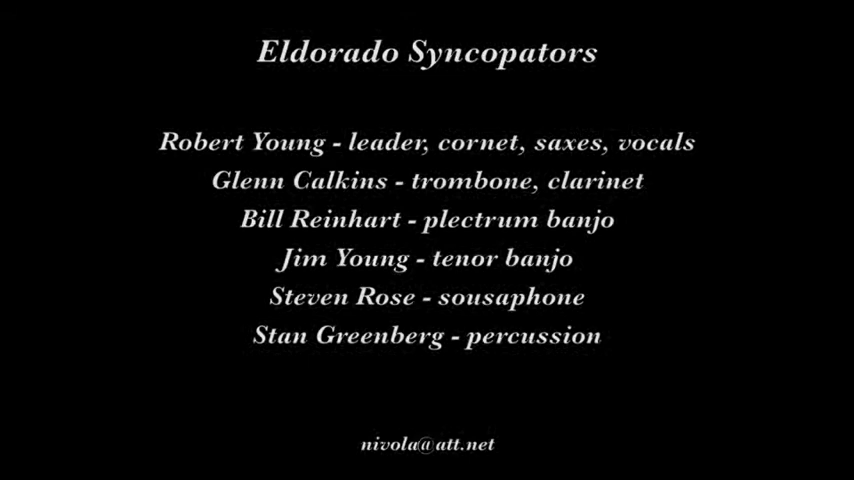 Eldorado Syncopators
Robert Young - leader, cornet, saxes, vocals
Glenn Calkins - trombone, clarinet
Bill Reinhart - plectrum banjo
Jim Young - tenor banjo
Steven Rose - sousaphone
Stan Greenberg - percussion
nivola@att.net